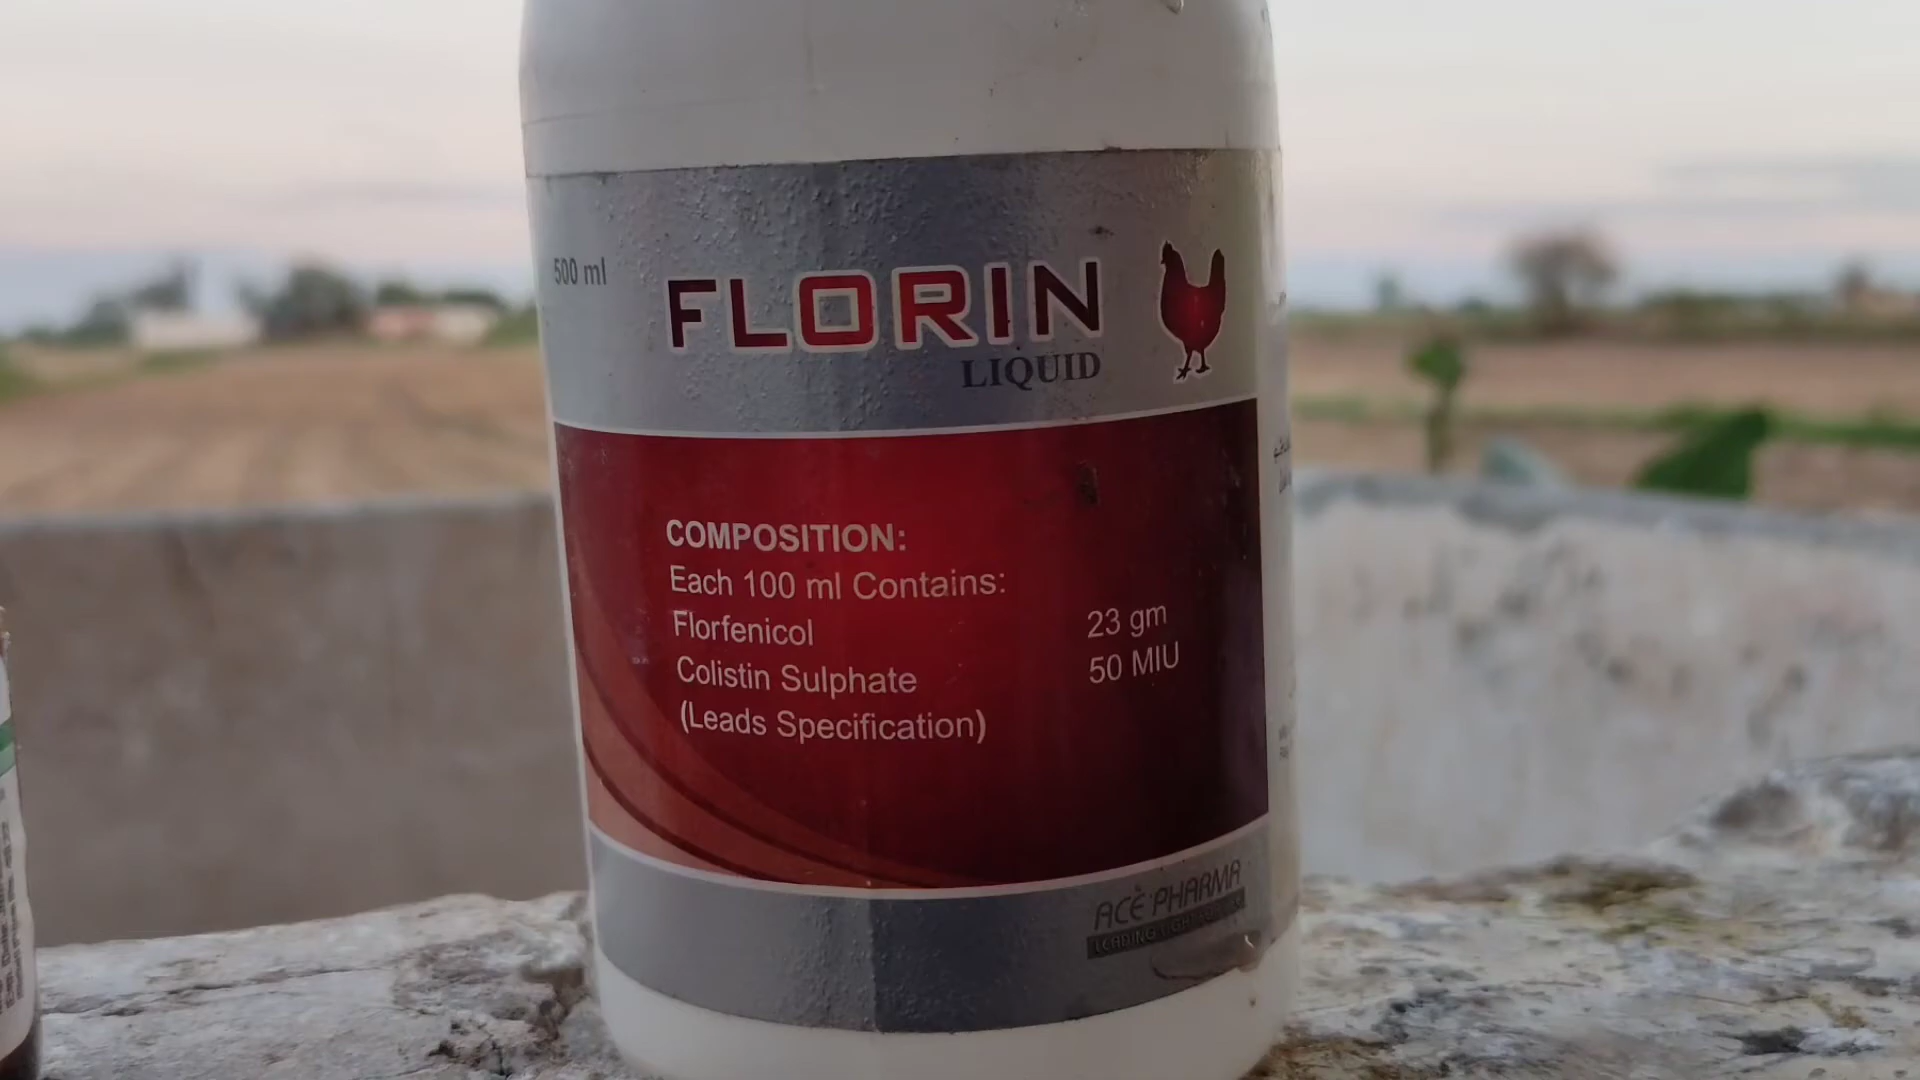 500 ml
FLORIN
LIQUID
COMPOSITION:
Each 100 ml Contains:
Florfenicol 23 gm
Colistin Sulphate 50 MIU
(Leads Specification)
ACE PHARMA
LEADING